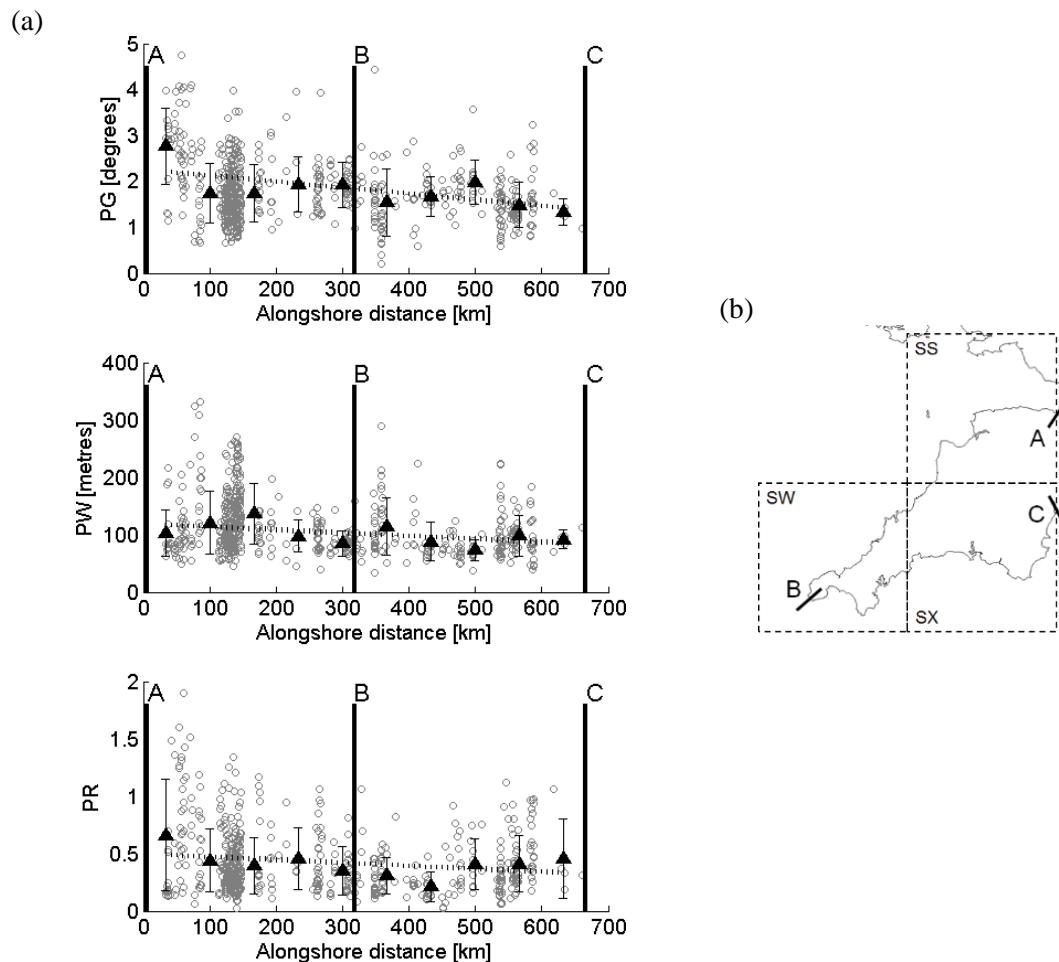 (a)
A B C
PG [degrees]
5
4
3
2
1
0
0 100 200 300 400 500 600 700
Alongshore distance [km]
A B C
PW [metres]
400
300
200
100
0
0 100 200 300 400 500 600 700
Alongshore distance [km]
A B C
PR
2
1.5
1
0.5
0
0 100 200 300 400 500 600 700
Alongshore distance [km]
(b)
SS
A
SW
C
B
SX